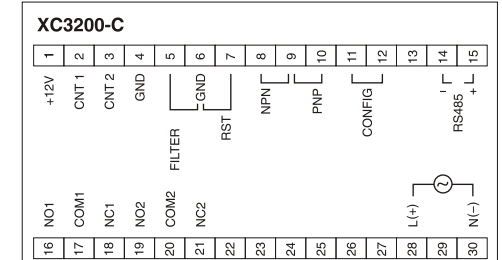 XC3200-C
1 2 3 4 5 6 7 8 9 10 11 12 13 14 15
+12V CNT 1 CNT 2 GND FILTER GND RST NPN PNP CONFIG - RS485 +
NO1 COM1 NC1 NO2 COM2 NC2 L(+) N(-)
16 17 18 19 20 21 22 23 24 25 26 27 28 29 30